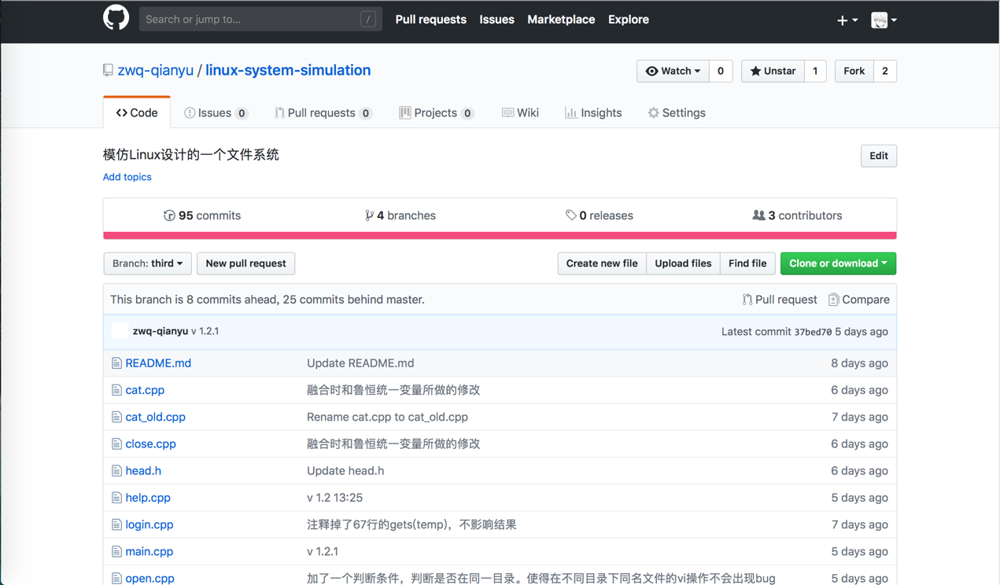 Search or jump to... / Pull requests Issues Marketplace Explore
zwq-qianyu / linux-system-simulation Watch 0 Unstar 1 Fork 2
Code Issues 0 Pull requests 0 Projects 0 Wiki Insights Settings
模仿Linux设计的一个文件系统 Edit
Add topics
95 commits 4 branches 0 releases 3 contributors
Branch: third New pull request Create new file Upload files Find file Clone or download
This branch is 8 commits ahead, 25 commits behind master. Pull request Compare
zwq-qianyu v 1.2.1 Latest commit 37bed70 5 days ago
README.md Update README.md 8 days ago
cat.cpp 融合时和鲁恒统一变量所做的修改 6 days ago
cat_old.cpp Rename cat.cpp to cat_old.cpp 7 days ago
close.cpp 融合时和鲁恒统一变量所做的修改 6 days ago
head.h Update head.h 6 days ago
help.cpp v 1.2 13:25 5 days ago
login.cpp 注释掉了67行的gets(temp)，不影响结果 7 days ago
main.cpp v 1.2.1 5 days ago
open.cpp 加了一个判断条件，判断是否在同一目录。使得在不同目录下同名文件的vi操作不会出现bug 5 days ago